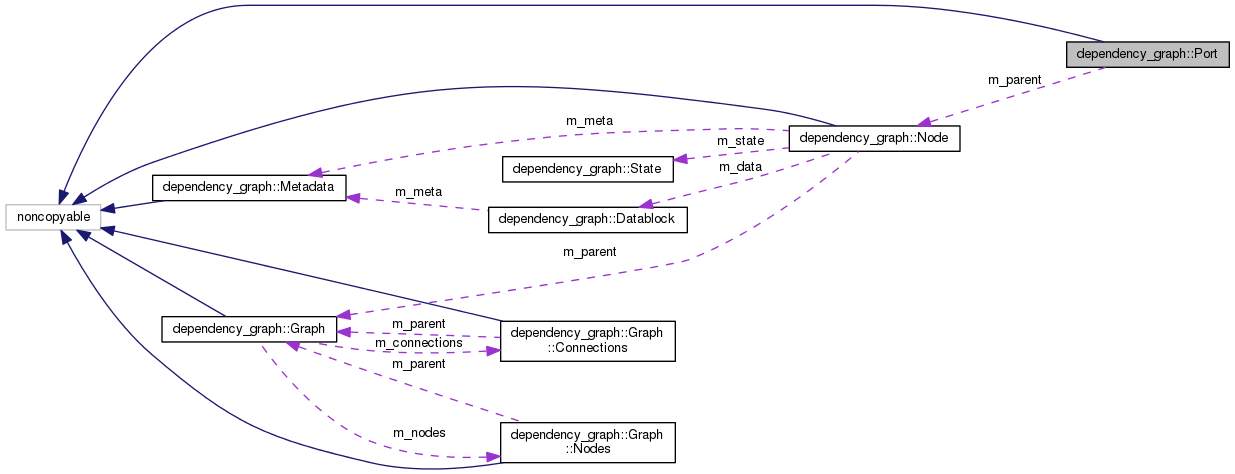 dependency_graph::Port
m_parent
m_meta
dependency_graph::Node
m_state
dependency_graph::State
m_data
dependency_graph::Metadata
m_meta
noncopyable
dependency_graph::Datablock
m_parent
dependency_graph::Graph
m_parent
dependency_graph::Graph
::Connections
m_connections
m_parent
m_nodes
dependency_graph::Graph
::Nodes